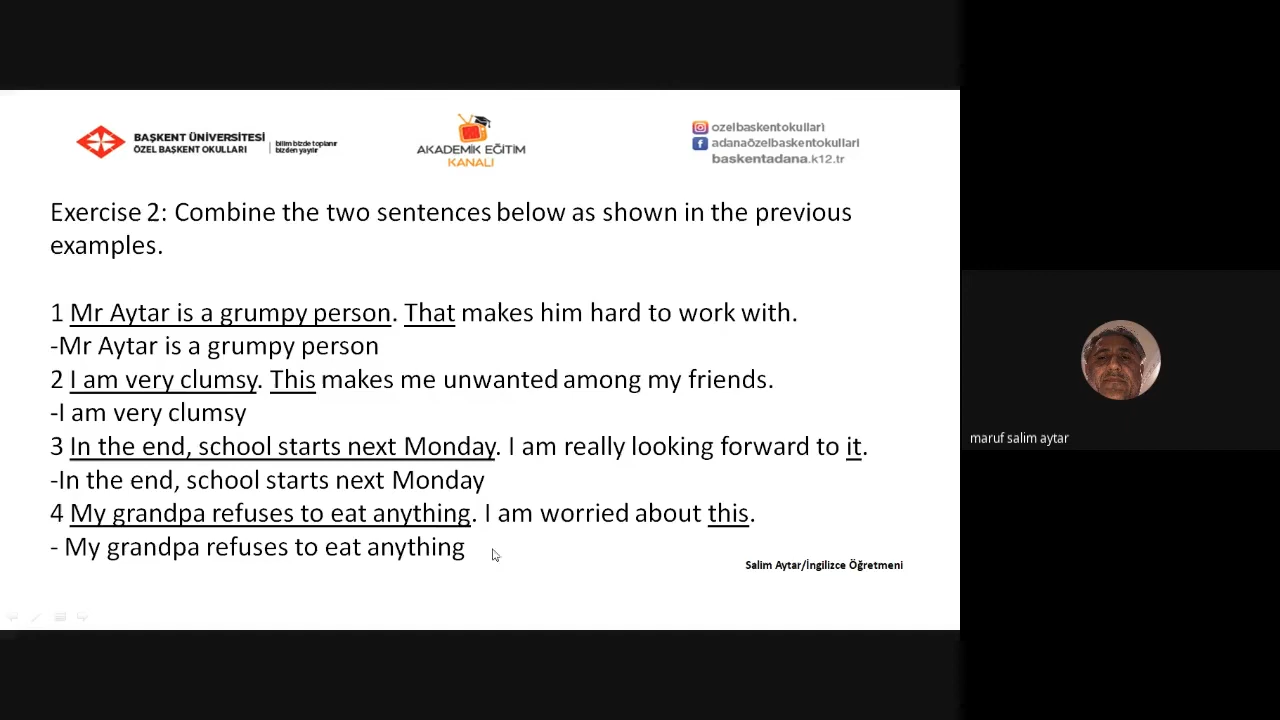 BAŞKENT ÜNİVERSİTESİ
ÖZEL BAŞKENT OKULLARI
bilim bizde toplanır
bizden yayılır
AKADEMİK EĞİTİM
KANALI
ozelbaskentokullari
adanaözelbaskentokullari
baskentadana.k12.tr
Exercise 2: Combine the two sentences below as shown in the previous
examples.
1 Mr Aytar is a grumpy person. That makes him hard to work with.
-Mr Aytar is a grumpy person
2 I am very clumsy. This makes me unwanted among my friends.
-I am very clumsy
3 In the end, school starts next Monday. I am really looking forward to it.
-In the end, school starts next Monday
4 My grandpa refuses to eat anything. I am worried about this.
- My grandpa refuses to eat anything
Salim Aytar/İngilizce Öğretmeni
maruf salim aytar